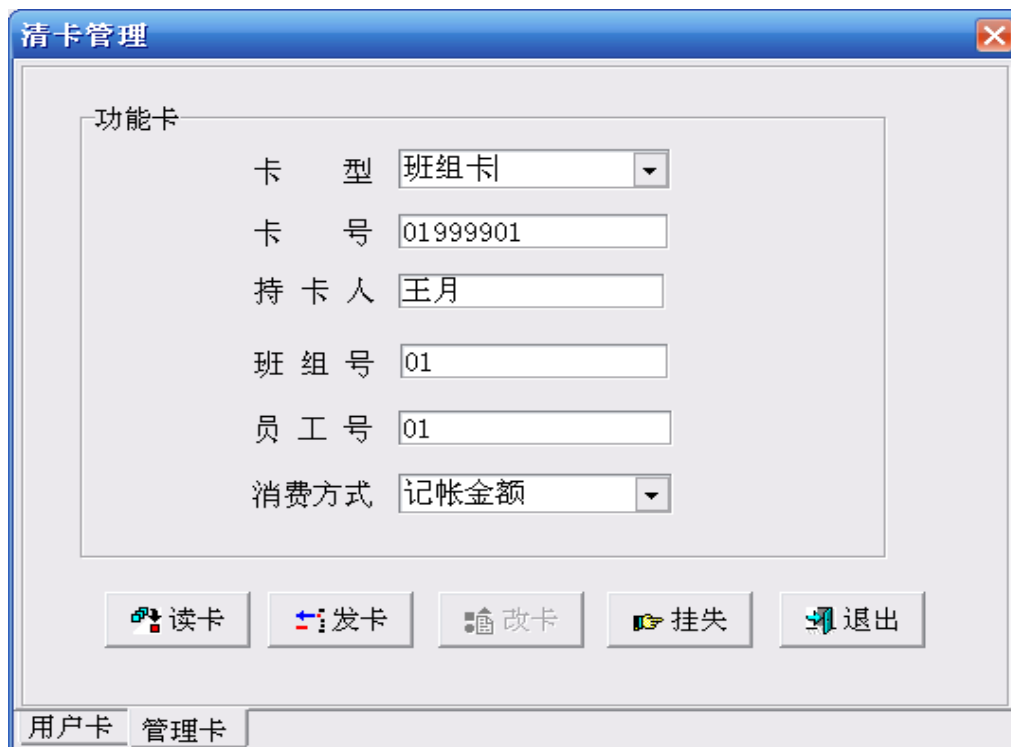 清卡管理
功能卡
卡 型 班组卡
卡 号 01999901
持卡人 王月
班组号 01
员工号 01
消费方式 记帐金额
读卡 发卡 改卡 挂失 退出
用户卡 管理卡